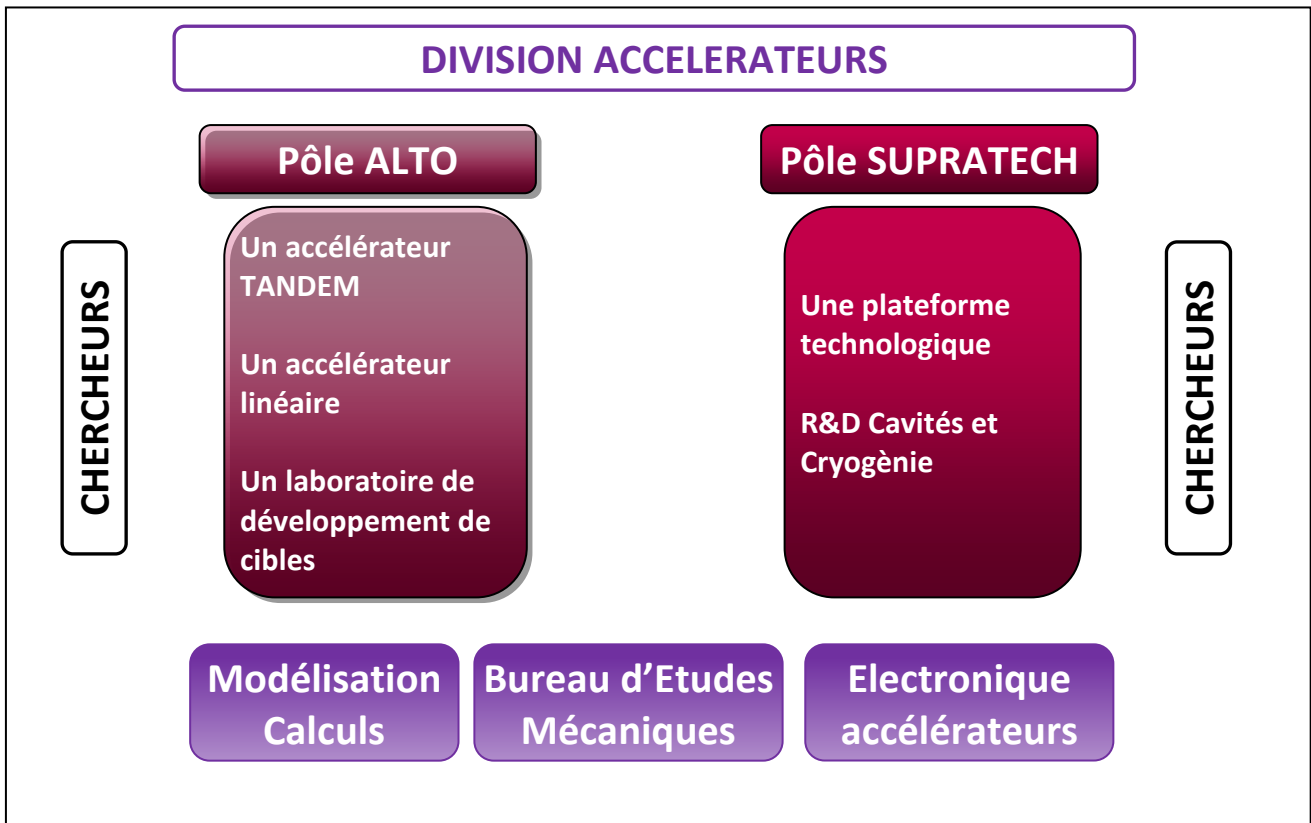 DIVISION ACCELERATEURS
Pôle ALTO
Pôle SUPRATECH
CHERCHEURS
Un accélérateur
TANDEM
Un accélérateur
linéaire
Un laboratoire de
développement de
cibles
Une plateforme
technologique
R&D Cavités et
Cryogènie
CHERCHEURS
Modélisation
Calculs
Bureau d’Etudes
Mécaniques
Electronique
accélérateurs